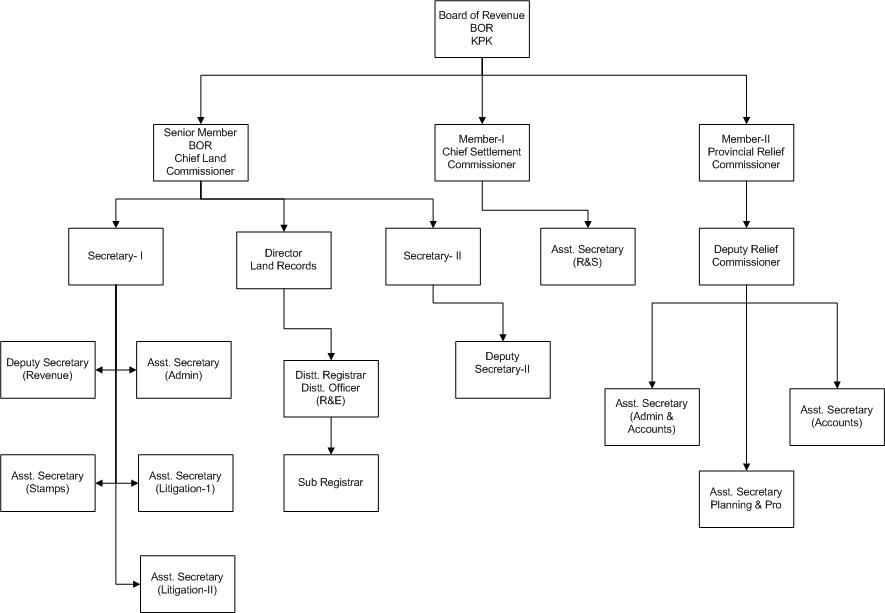 Board of Revenue
BOR
KPK
Senior Member
BOR
Chief Land
Commissioner
Member-I
Chief Settlement
Commissioner
Member-II
Provincial Relief
Commissioner
Secretary- I
Director
Land Records
Secretary- II
Asst. Secretary
(R&S)
Deputy Relief
Commissioner
Deputy Secretary
(Revenue)
Asst. Secretary
(Admin)
Distt. Registrar
Distt. Officer
(R&E)
Deputy
Secretary-II
Asst. Secretary
(Admin &
Accounts)
Asst. Secretary
(Accounts)
Asst. Secretary
(Stamps)
Asst. Secretary
(Litigation-1)
Sub Registrar
Asst. Secretary
Planning & Pro
Asst. Secretary
(Litigation-II)